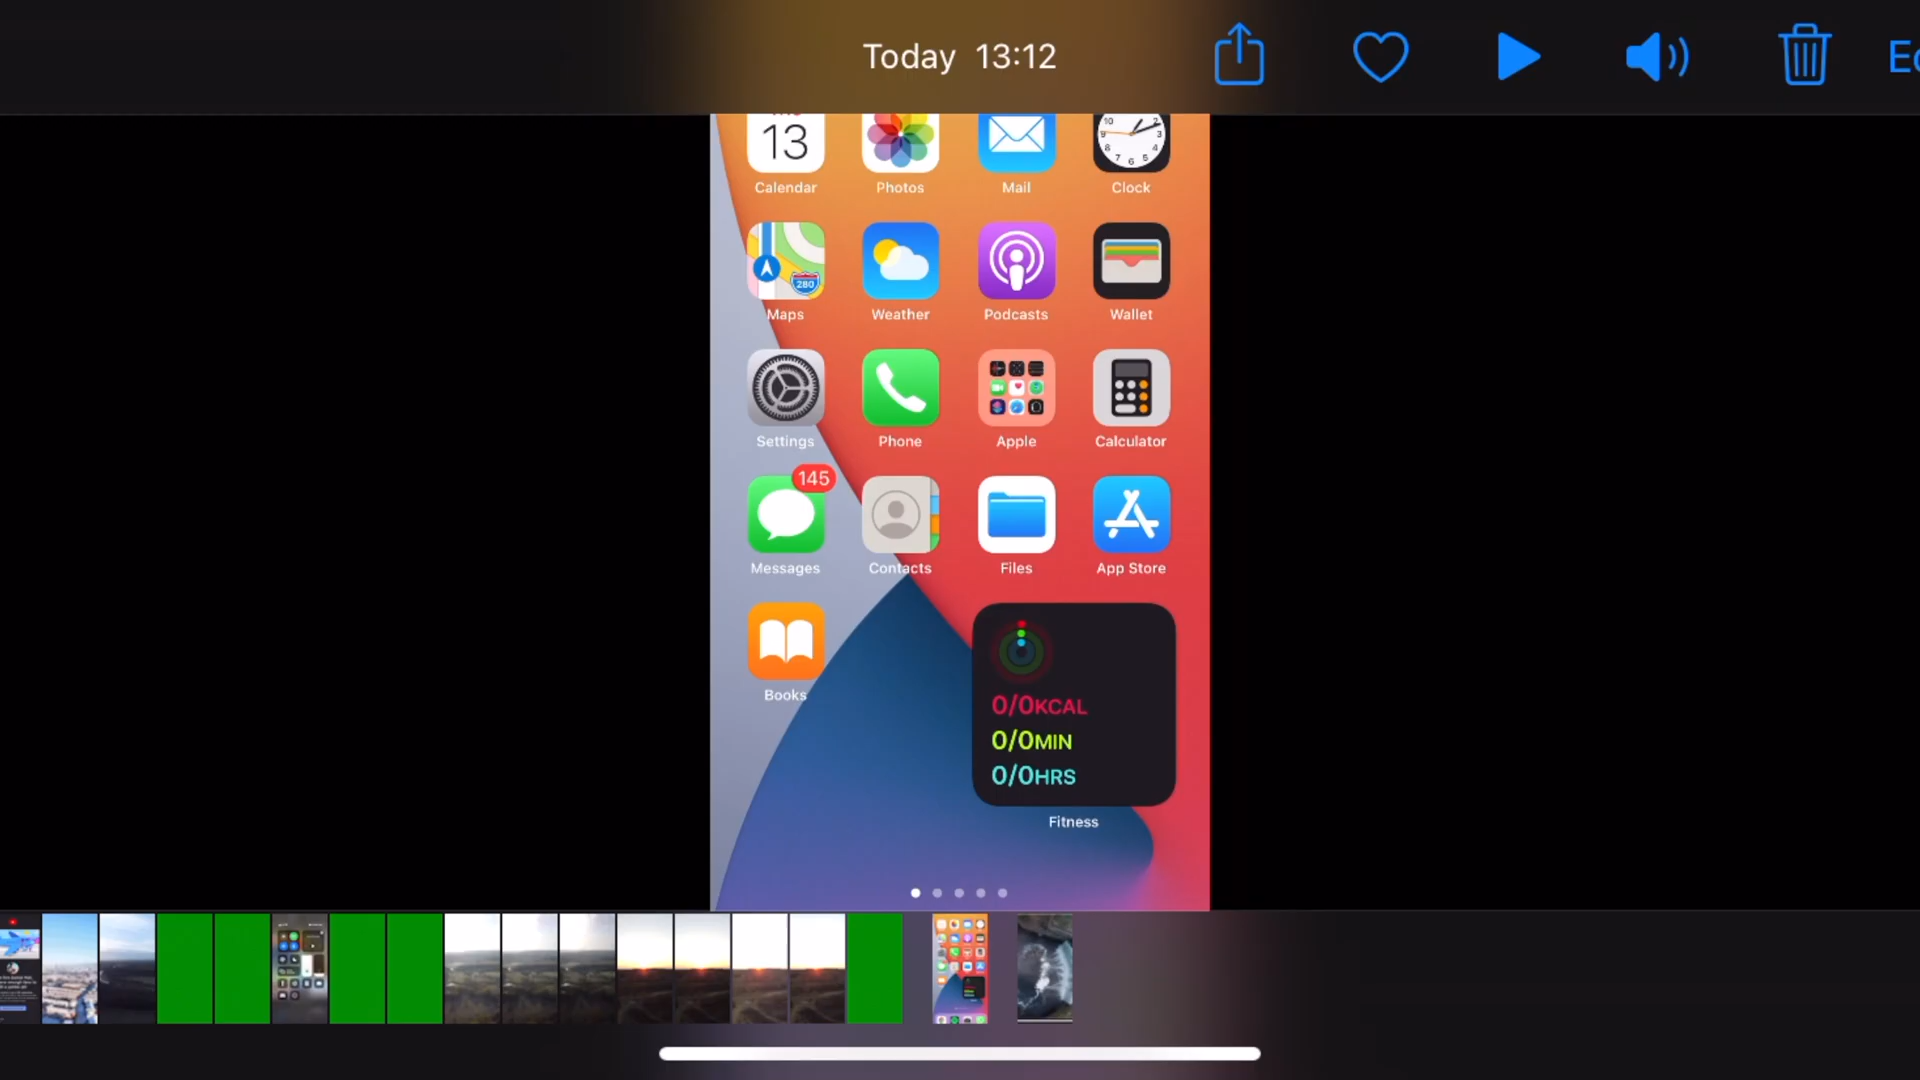 Today 13:12
13
Calendar Photos Mail Clock
280
Maps Weather Podcasts Wallet
Settings Phone Apple Calculator
145
Messages Contacts Files App Store
Books
0/0KCAL
0/0MIN
0/0HRS
Fitness